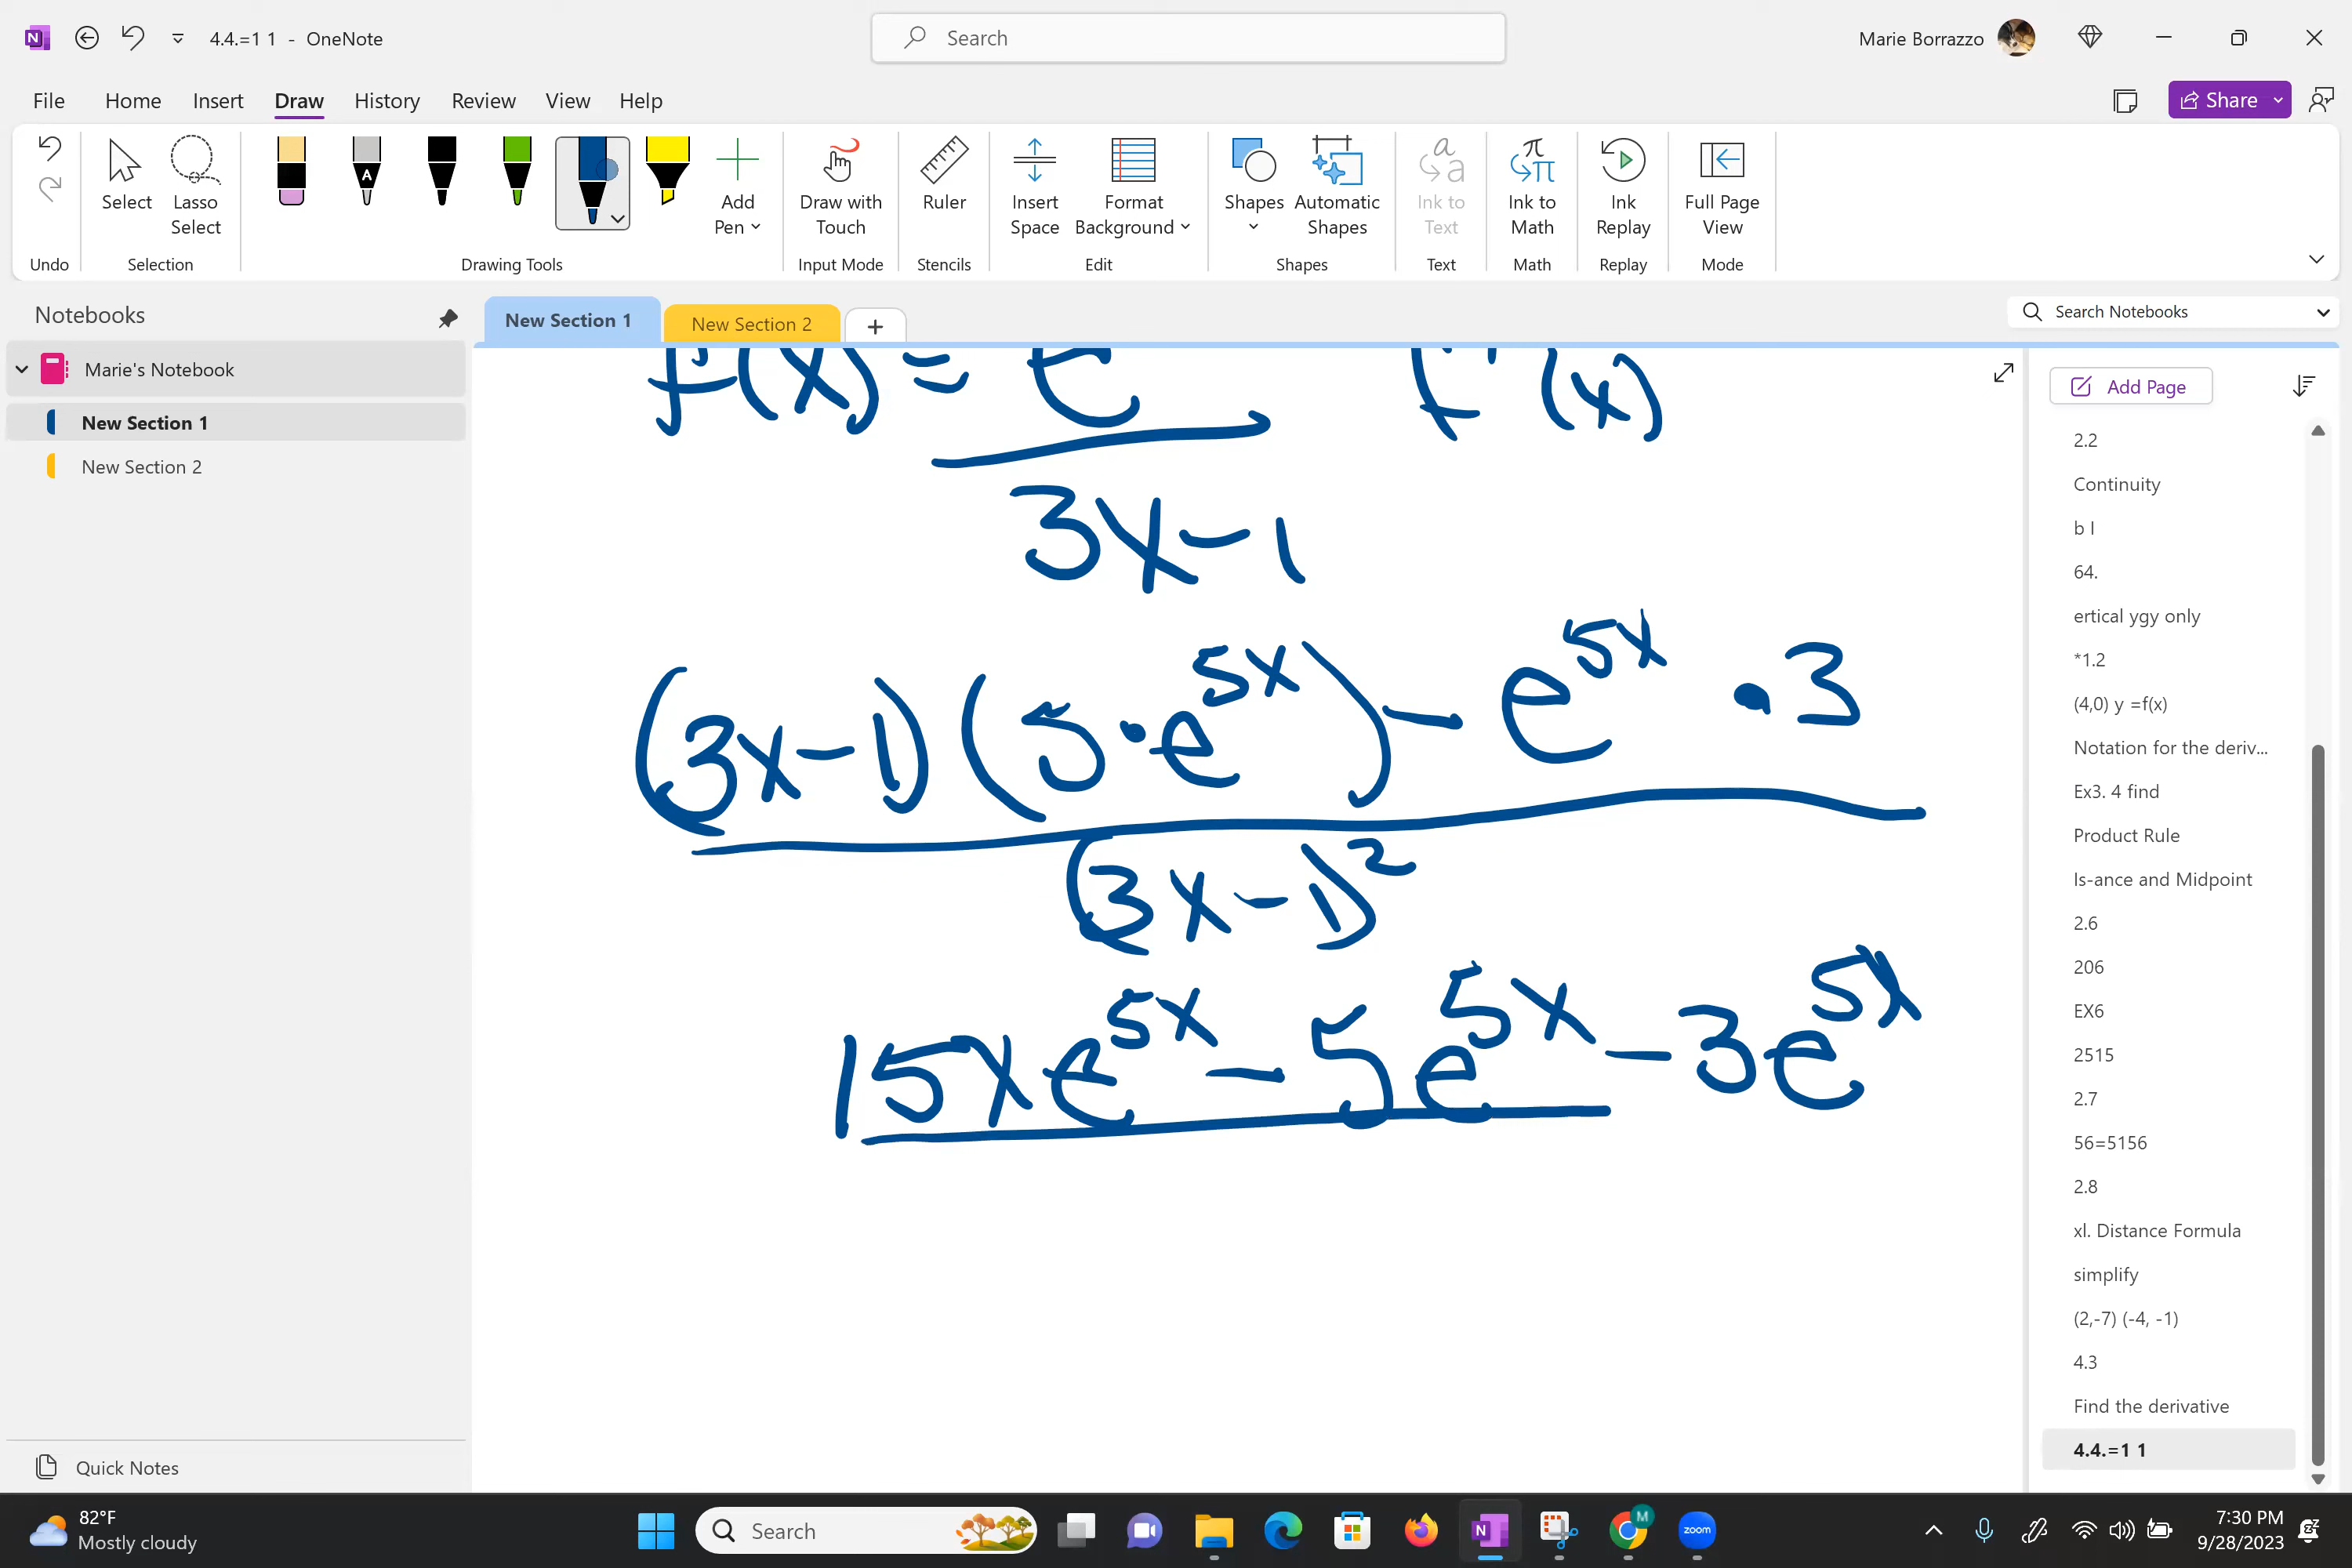 4.4.=1 1 - OneNote
Search
Marie Borrazzo
File Home Insert Draw History Review View Help
Share
Select
Lasso Select
Add Pen
Draw with Touch
Ruler
Insert Space
Format Background
Shapes
Automatic Shapes
Ink to Text
Ink to Math
Ink Replay
Full Page View
Undo Selection Drawing Tools Input Mode Stencils Edit Shapes Text Math Replay Mode
Notebooks
Marie's Notebook
New Section 1
New Section 2
Quick Notes
New Section 1 New Section 2 +
Search Notebooks
f(x) = e f'(x)
3x-1
(3x-1)(5•e^5x) - e^5x •3
(3x-1)²
15xe^5x - 5e^5x - 3e^5x
Add Page
2.2
Continuity
b I
64.
ertical ygy only
*1.2
(4,0) y =f(x)
Notation for the deriv...
Ex3. 4 find
Product Rule
Is-ance and Midpoint
2.6
206
EX6
2515
2.7
56=5156
2.8
xl. Distance Formula
simplify
(2,-7) (-4, -1)
4.3
Find the derivative
4.4.=1 1
82°F
Mostly cloudy
Search
zoom
7:30 PM
9/28/2023